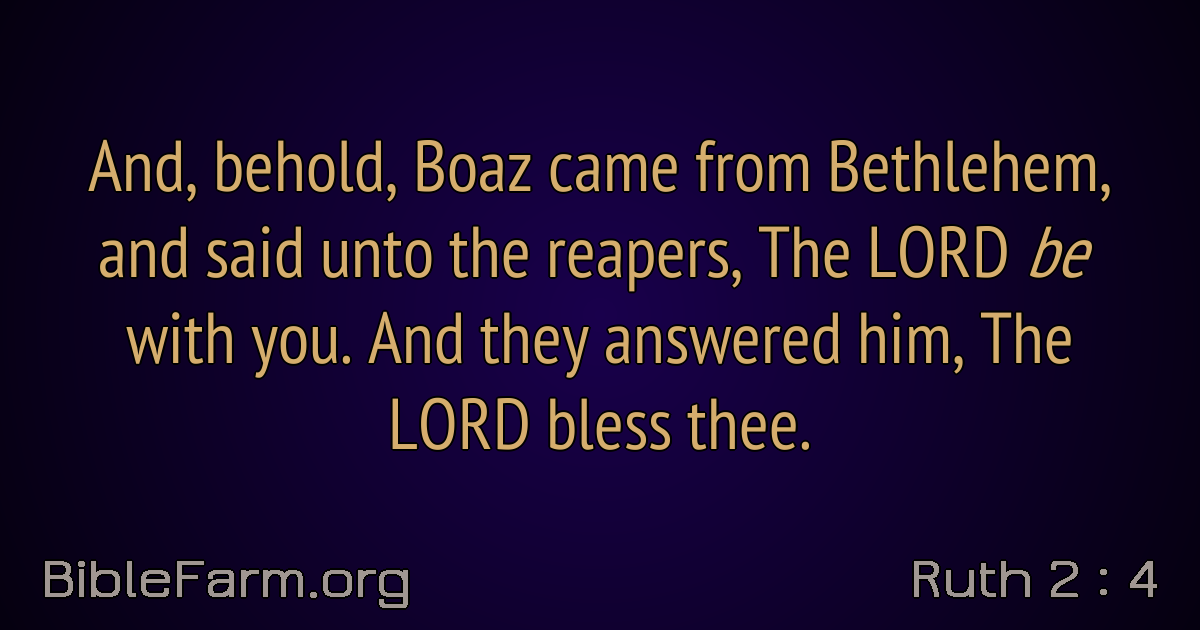 And, behold, Boaz came from Bethlehem,
and said unto the reapers, The LORD be
with you. And they answered him, The
LORD bless thee.
BibleFarm.org
Ruth 2 : 4